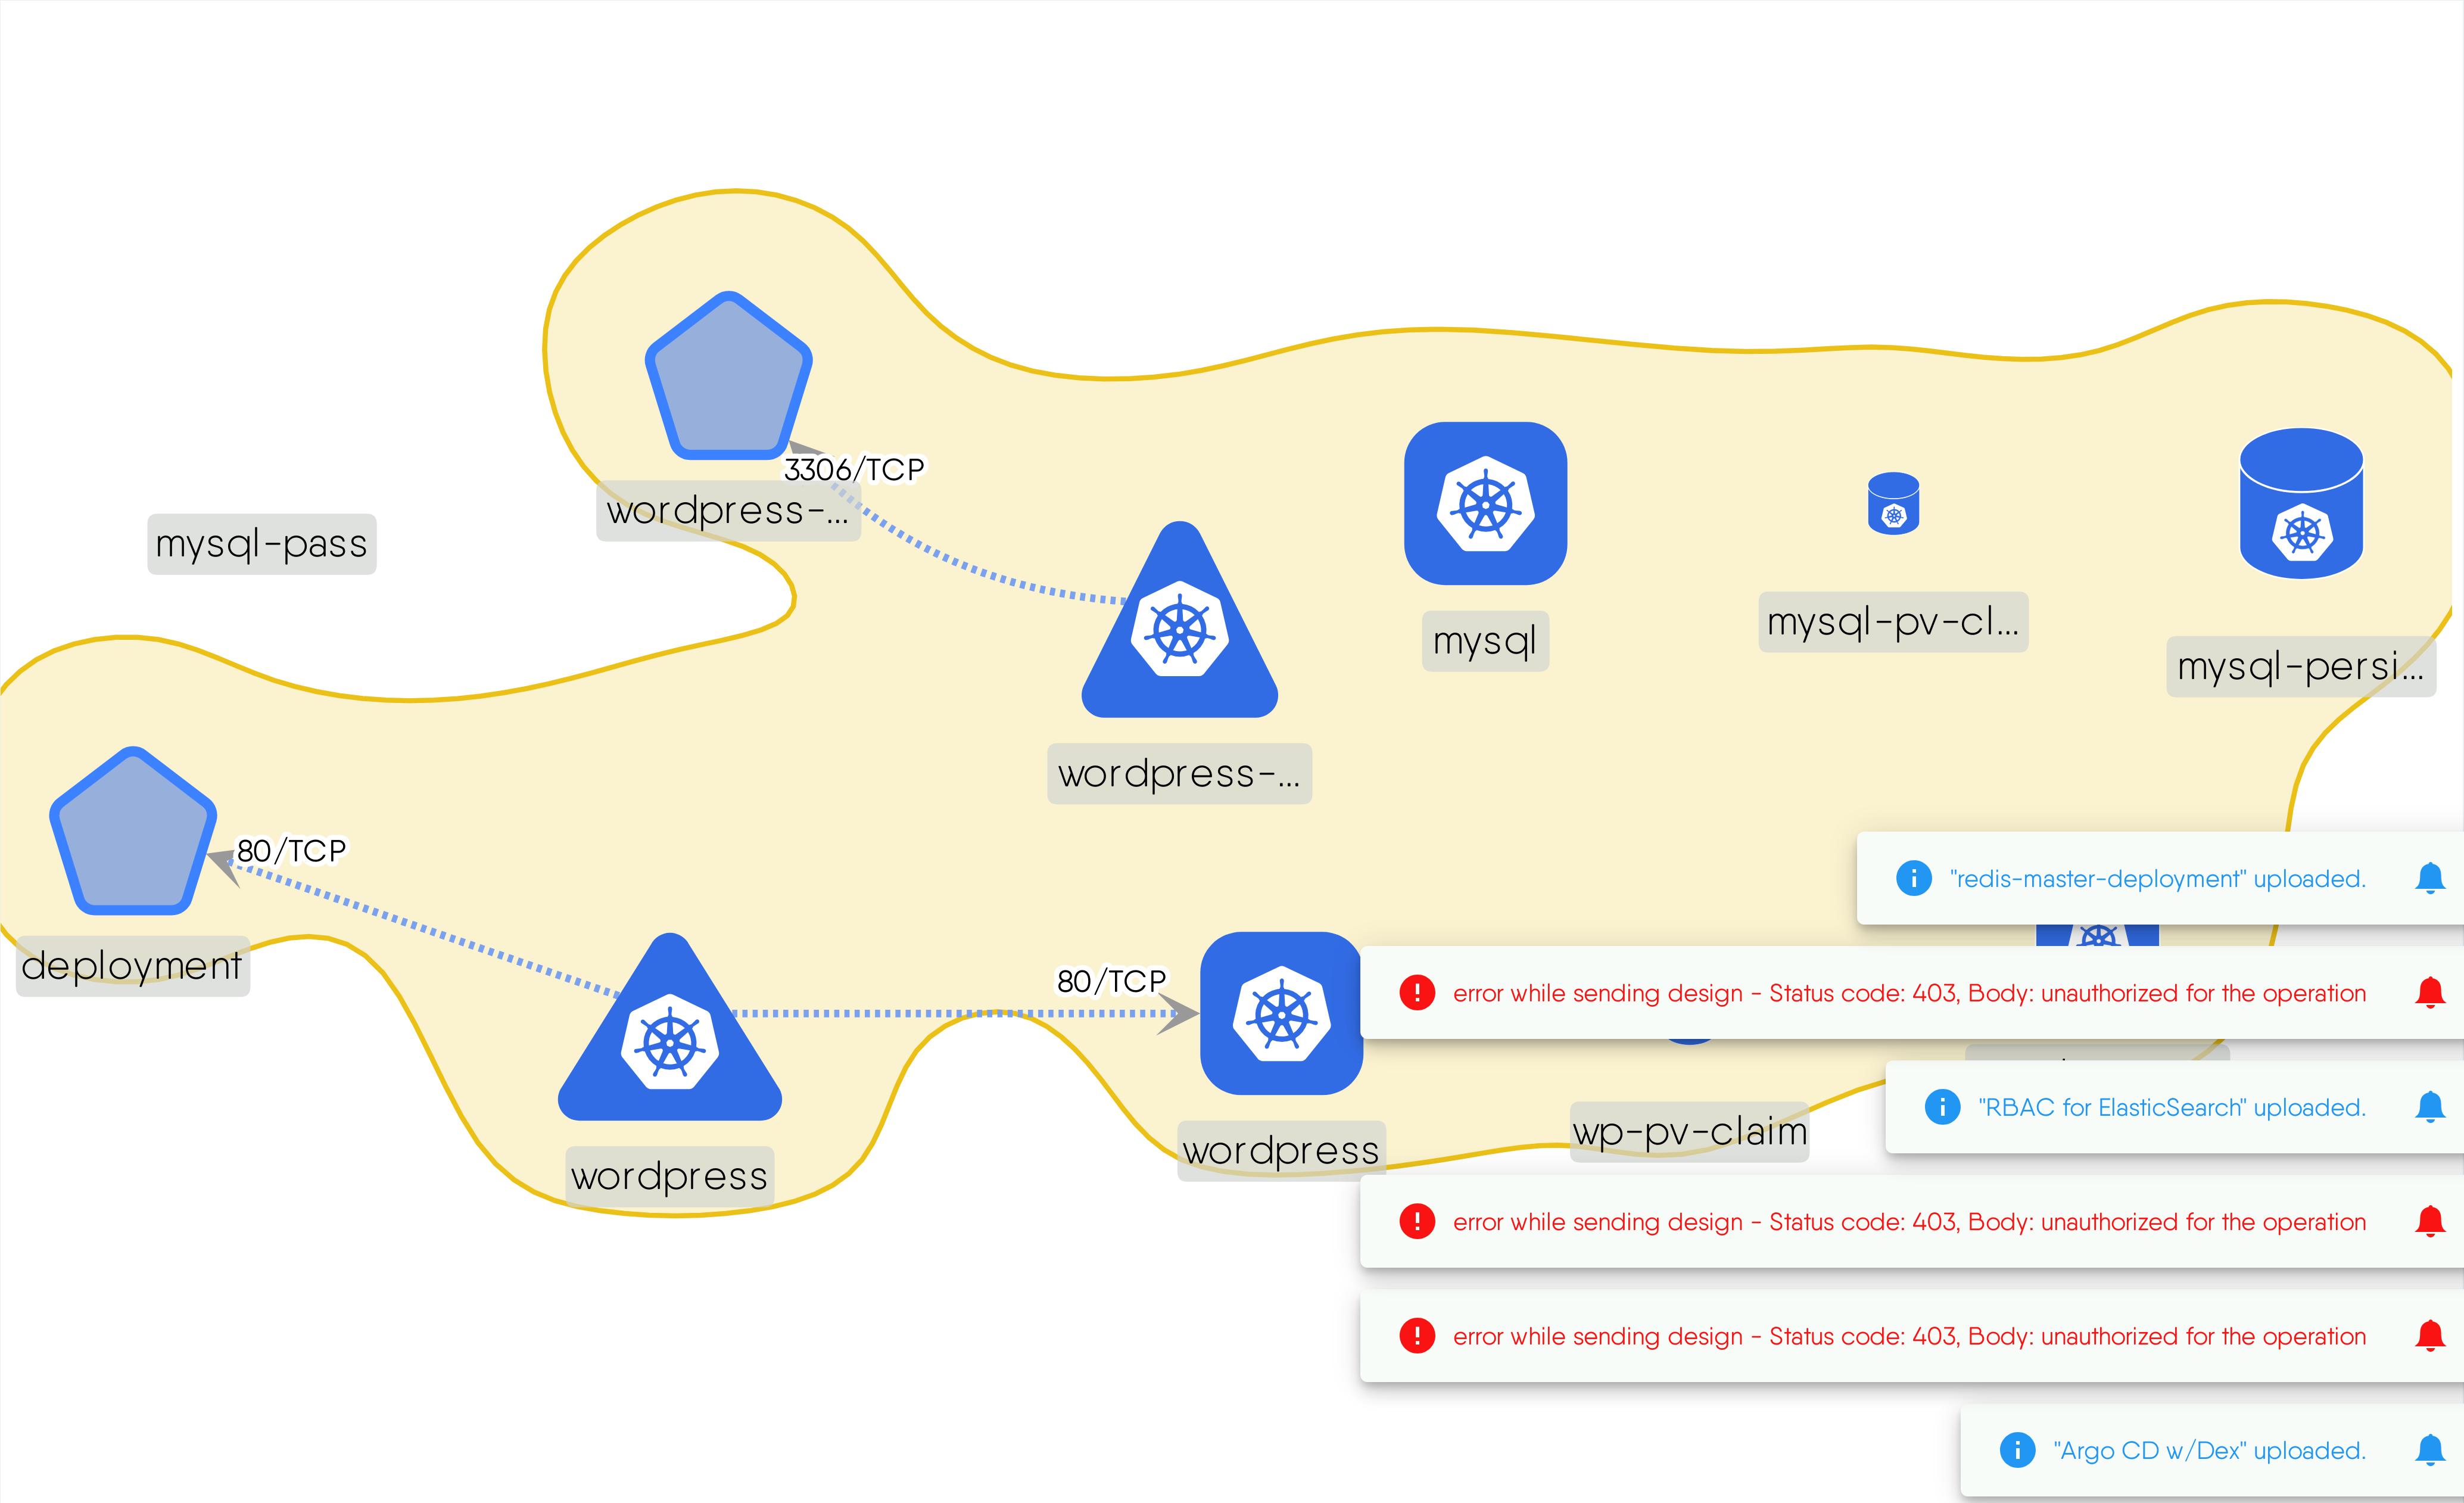 3306/TCP
wordpress-...
mysql-pass
mysql
mysql-pv-cl...
mysql-persi...
wordpress-...
80/TCP
deployment
"redis-master-deployment" uploaded.
80/TCP
error while sending design - Status code: 403, Body: unauthorized for the operation
wordpress
wordpress
wp-pv-claim
"RBAC for ElasticSearch" uploaded.
error while sending design - Status code: 403, Body: unauthorized for the operation
error while sending design - Status code: 403, Body: unauthorized for the operation
"Argo CD w/Dex" uploaded.